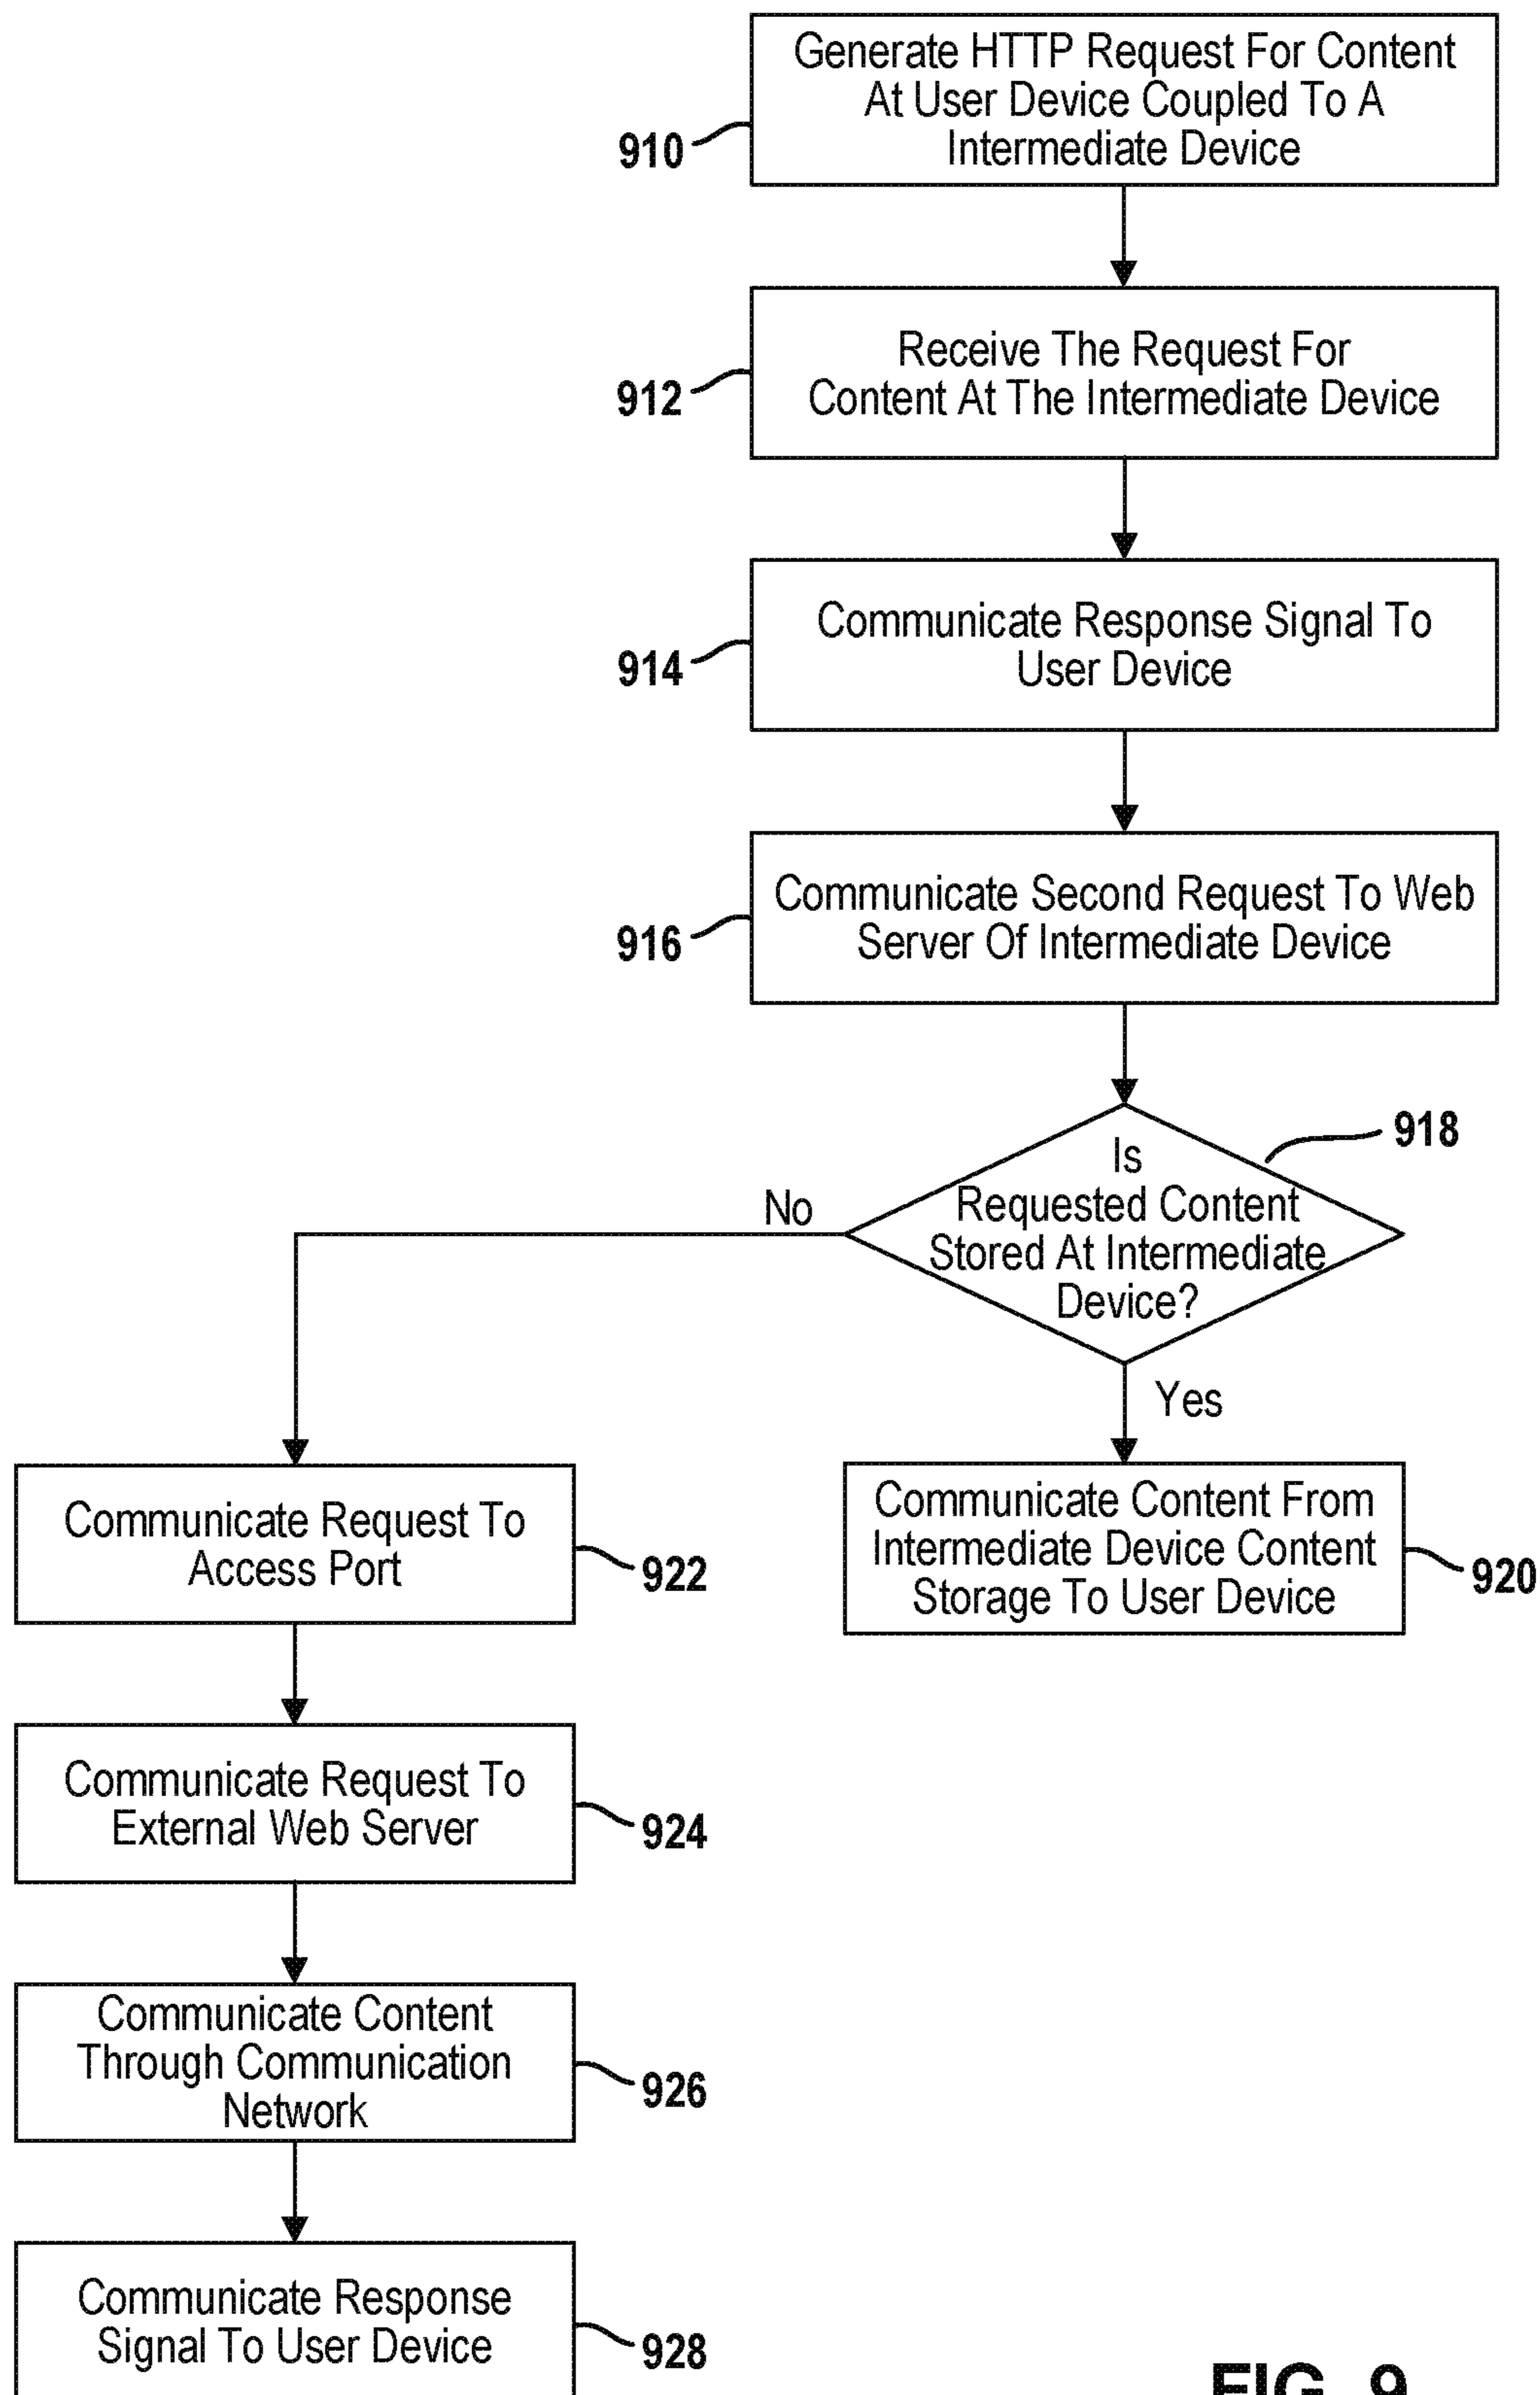 Generate HTTP Request For Content
At User Device Coupled To A
Intermediate Device
910
Receive The Request For
Content At The Intermediate Device
912
Communicate Response Signal To
User Device
914
Communicate Second Request To Web
Server Of Intermediate Device
916
918
Is
Requested Content
Stored At Intermediate
Device?
No
Yes
Communicate Request To
Access Port
922
Communicate Content From
Intermediate Device Content
Storage To User Device
920
Communicate Request To
External Web Server
924
Communicate Content
Through Communication
Network
926
Communicate Response
Signal To User Device
928
FIG. 9